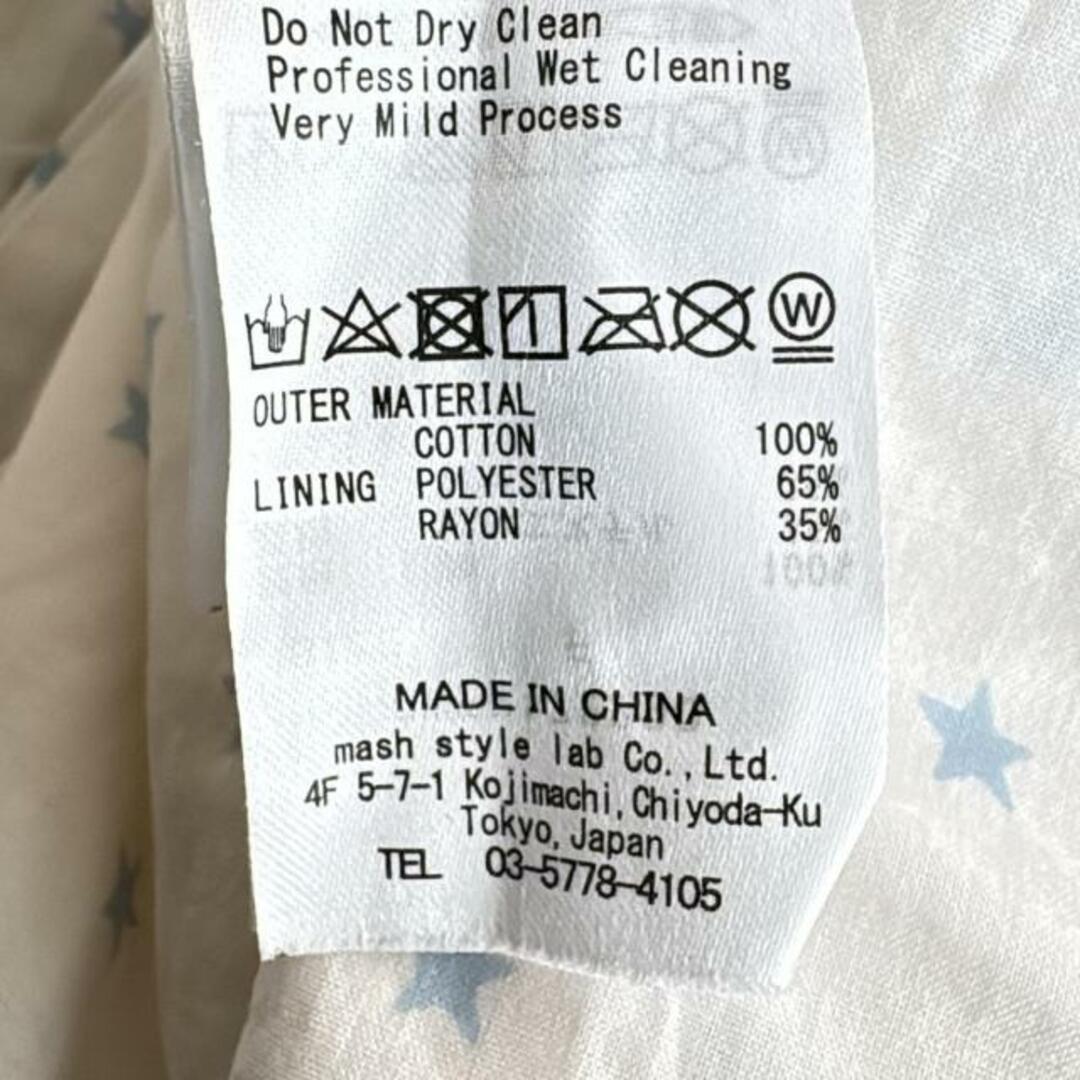 Do Not Dry Clean
Professional Wet Cleaning
Very Mild Process
W
OUTER MATERIAL
COTTON 100%
LINING POLYESTER 65%
RAYON 35%
MADE IN CHINA
mash style lab Co.,Ltd.
4F 5-7-1 Kojimachi,Chiyoda-Ku
Tokyo,Japan
TEL 03-5778-4105